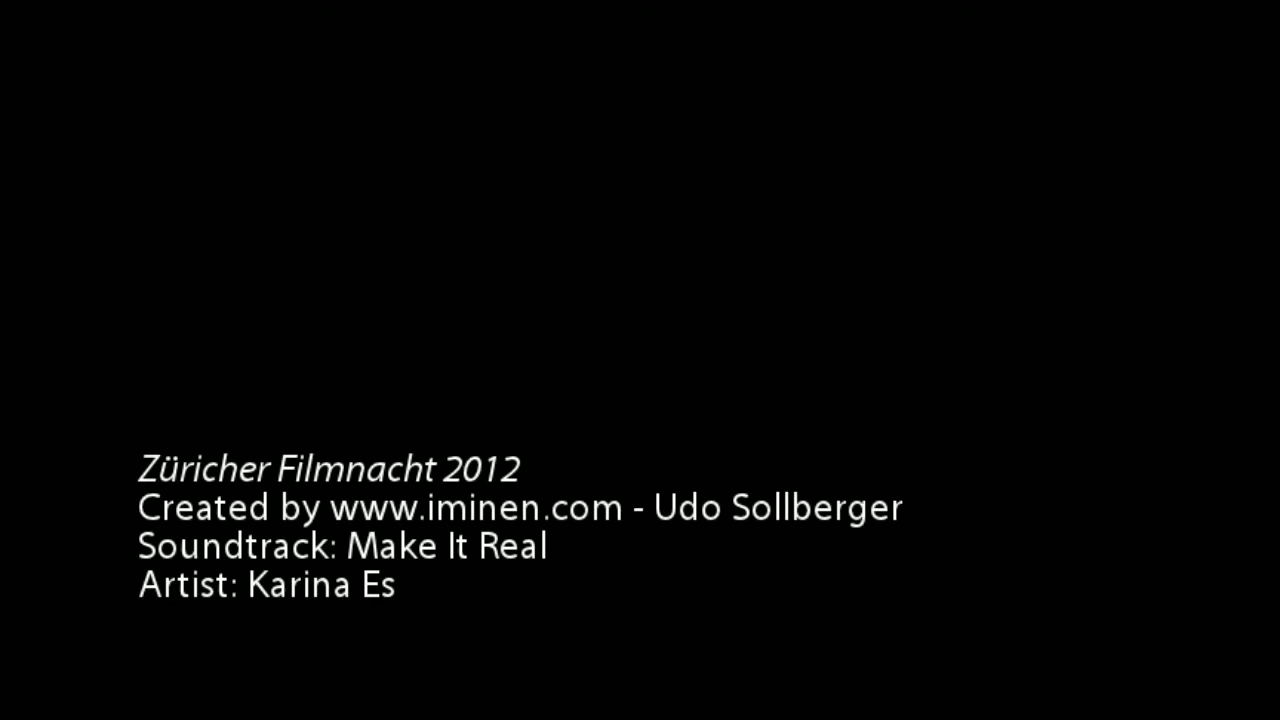 Züricher Filmnacht 2012
Created by www.iminen.com - Udo Sollberger
Soundtrack: Make It Real
Artist: Karina Es